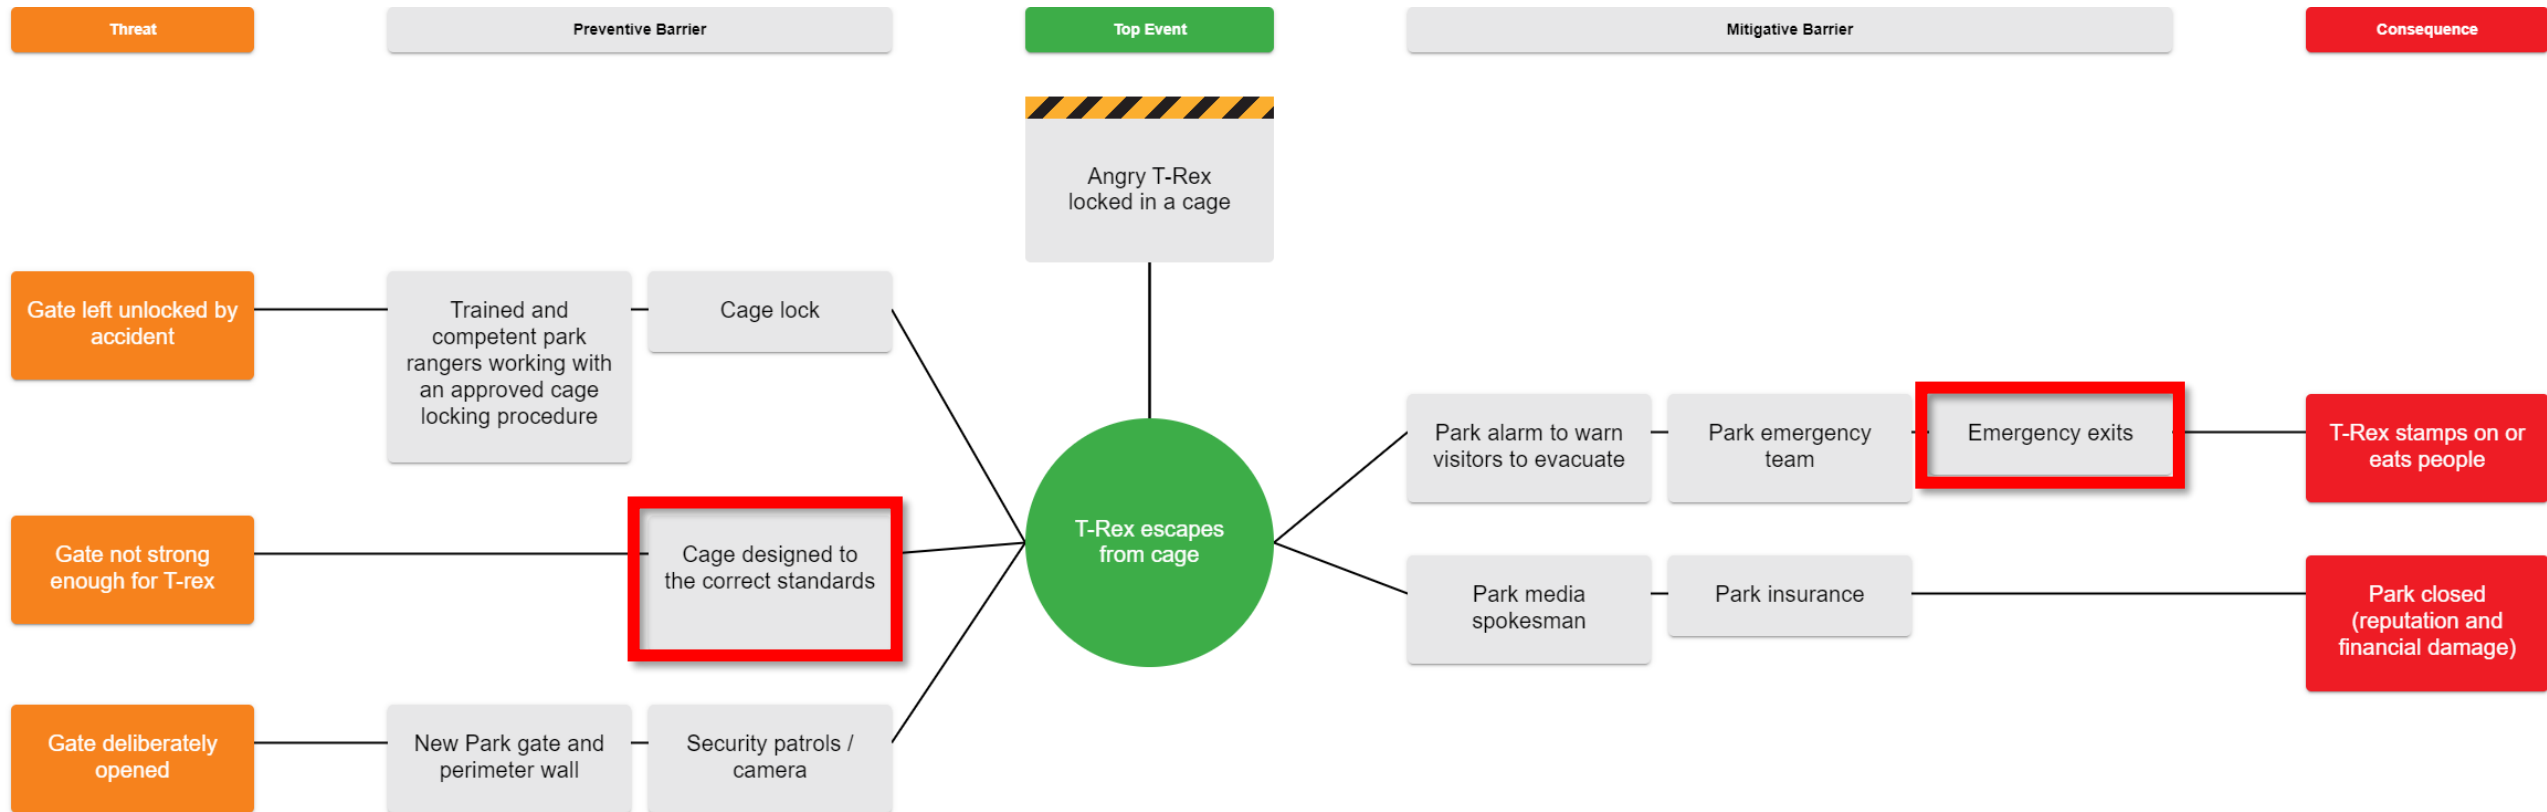 Threat
Preventive Barrier
Top Event
Mitigative Barrier
Consequence
Angry T-Rex
locked in a cage
Gate left unlocked by
accident
Trained and
competent park
rangers working with
an approved cage
locking procedure
Cage lock
Gate not strong
enough for T-rex
Cage designed to
the correct standards
Gate deliberately
opened
New Park gate and
perimeter wall
Security patrols /
camera
T-Rex escapes
from cage
Park alarm to warn
visitors to evacuate
Park emergency
team
Emergency exits
T-Rex stamps on or
eats people
Park media
spokesman
Park insurance
Park closed
(reputation and
financial damage)